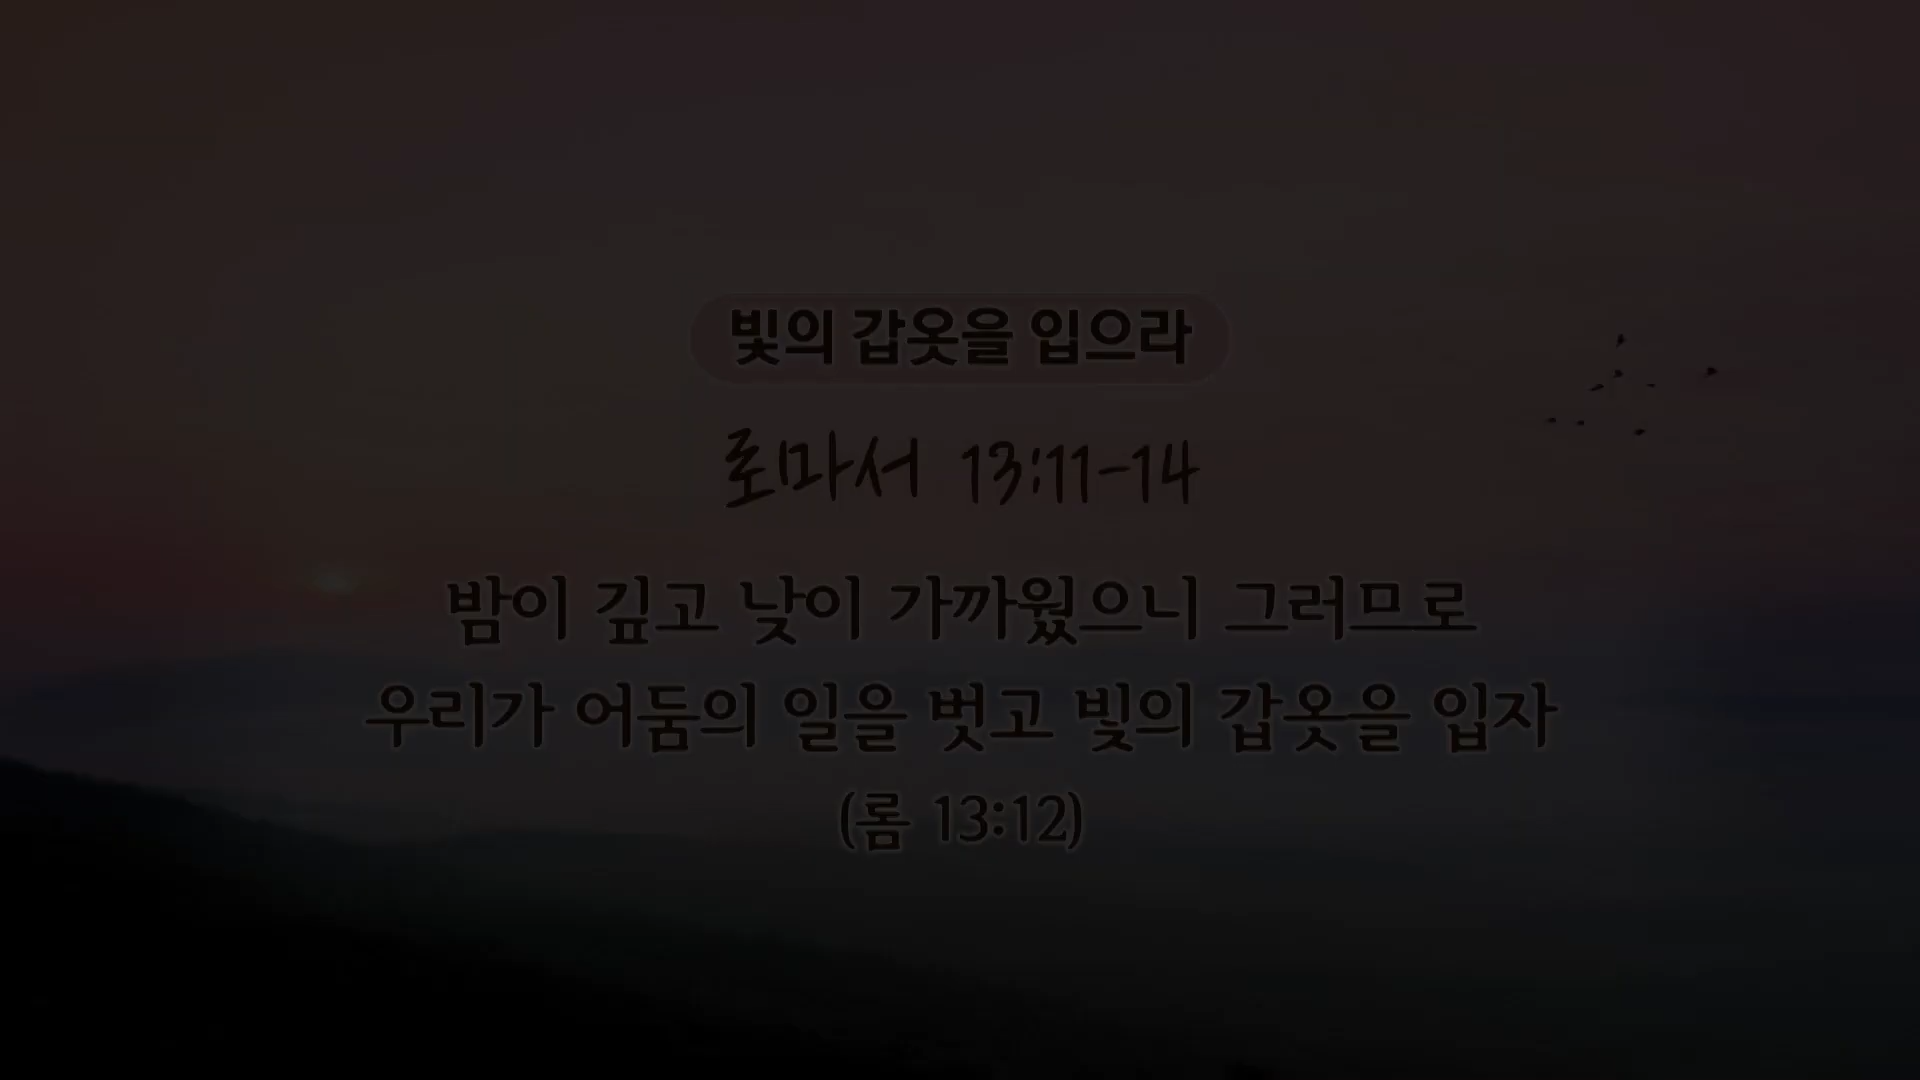 빛의 갑옷을 입으라
로마서 13:11-14
밤이 깊고 낮이 가까웠으니 그러므로
우리가 어둠의 일을 벗고 빛의 갑옷을 입자
(롬 13:12)